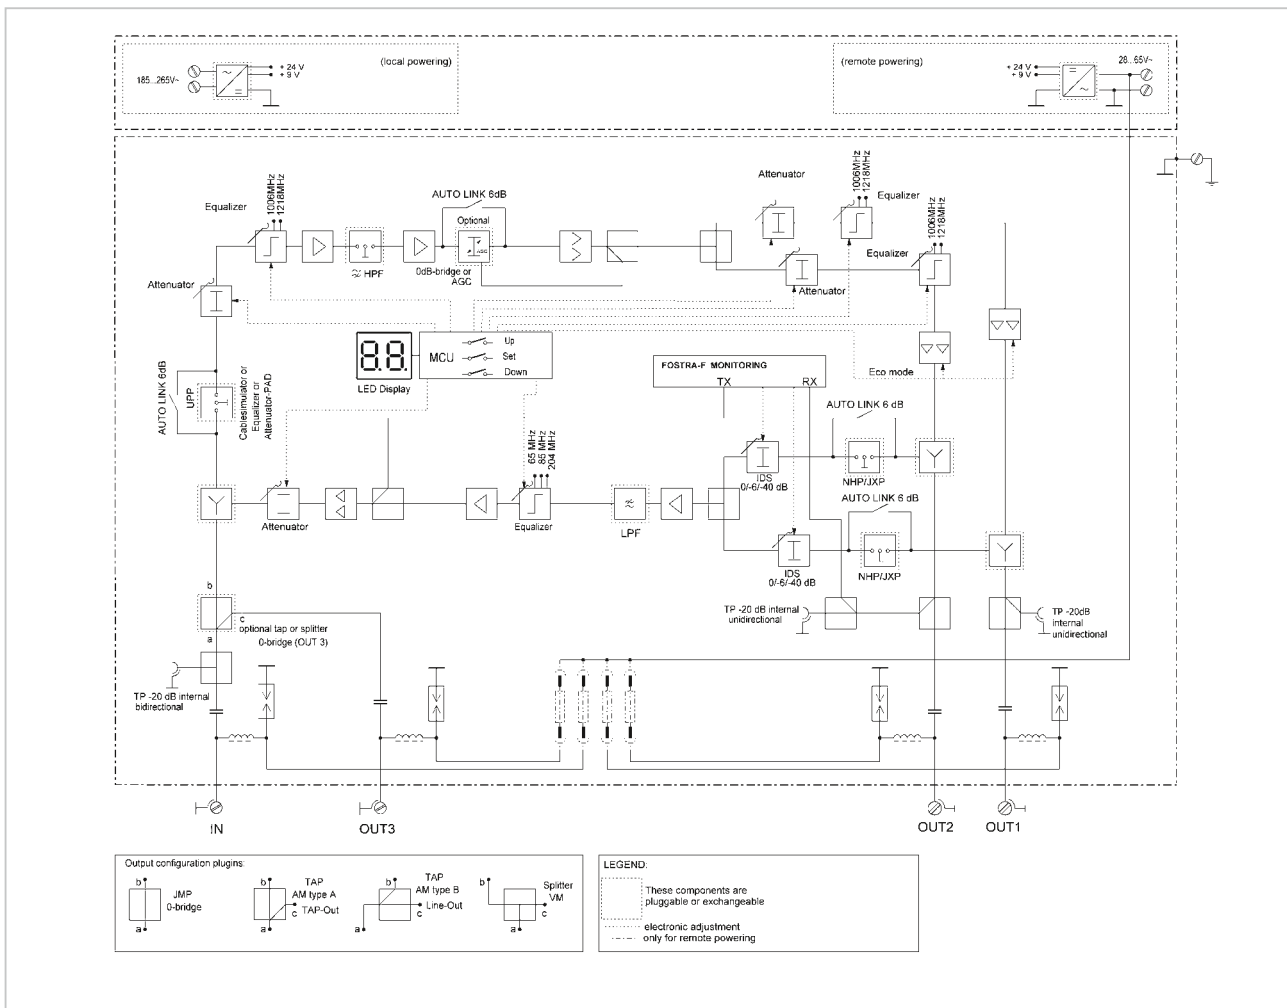 (local powering)
+ 24 V
+ 9 V
185...265V~
(remote powering)
28...65V~
+ 24 V
+ 9 V
Attenuator
1006MHz
1218MHz
Equalizer
AUTO LINK 6dB
Optional
AGC
HPF
0dB-bridge or
AGC
1006MHz
1218MHz
Equalizer
1006MHz
1218MHz
Equalizer
Attenuator
Attenuator
LED Display
MCU
Up
Set
Down
Eco mode
FOSTRA-F MONITORING
TX
RX
AUTO LINK 6dB
UPP
Cablesimulator or
Equalizer or
Attenuator-PAD
AUTO LINK 6 dB
NHP/JXP
65 MHz
85 MHz
204 MHz
IDS
0/-6/-40 dB
AUTO LINK 6 dB
Attenuator
Equalizer
LPF
IDS
0/-6/-40 dB
NHP/JXP
b
c
optional tap or splitter
a
0-bridge (OUT 3)
TP -20 dB internal
unidirectional
TP -20dB
internal
unidirectional
TP -20 dB internal
bidirectional
IN
OUT3
OUT2
OUT1
Output configuration plugins:
b
JMP
0-bridge
a
b
TAP
AM type A
TAP-Out
c
a
TAP
AM type B
b
Line-Out
c
a
b
Splitter
VM
c
a
LEGEND:
These components are
pluggable or exchangeable
electronic adjustment
only for remote powering